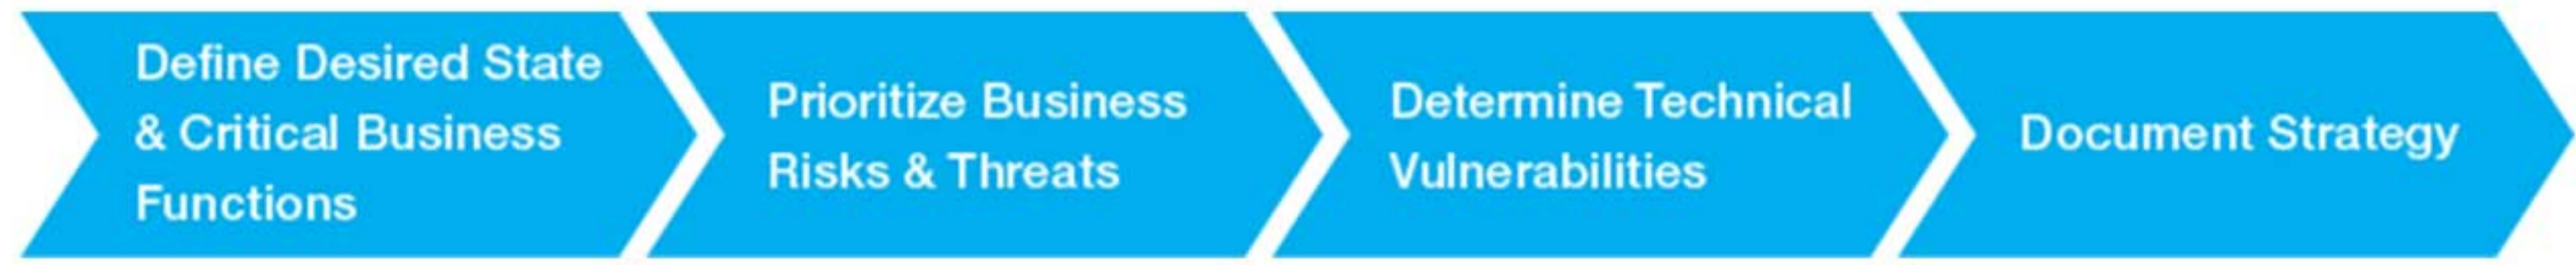 Define Desired State
& Critical Business
Functions
Prioritize Business
Risks & Threats
Determine Technical
Vulnerabilities
Document Strategy